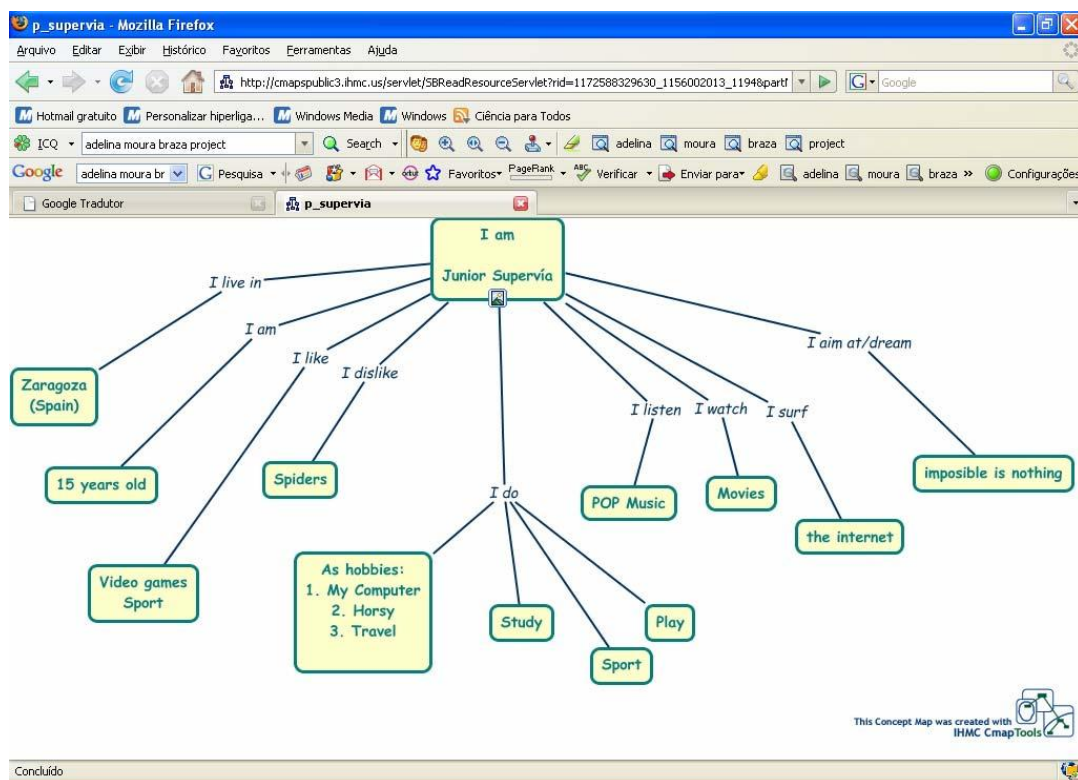 p_supervia - Mozilla Firefox
Arquivo Editar Exibir Histórico Favoritos Ferramentas Ajuda
http://cmapspublic3.ihmc.us/servlet/SBReadResourceServlet?rid=1172588329630_1156002013_1194&partf
Google
Hotmail gratuito Personalizar hiperliga... Windows Media Windows Ciência para Todos
ICQ adelina moura braza project Search adelina moura braza project
Google adelina moura br Pesquisa Favoritos PageRank Verificar Enviar para adelina moura braza » Configurações
Google Tradutor p_supervia
I am
Junior Supervía
I live in
Zaragoza
(Spain)
I am
15 years old
I like
Video games
Sport
I dislike
Spiders
I do
As hobbies:
1. My Computer
2. Horsy
3. Travel
Study
Sport
Play
I listen
POP Music
I watch
Movies
I surf
the internet
I aim at/dream
imposible is nothing
This Concept Map was created with
IHMC CmapTools
Concluído